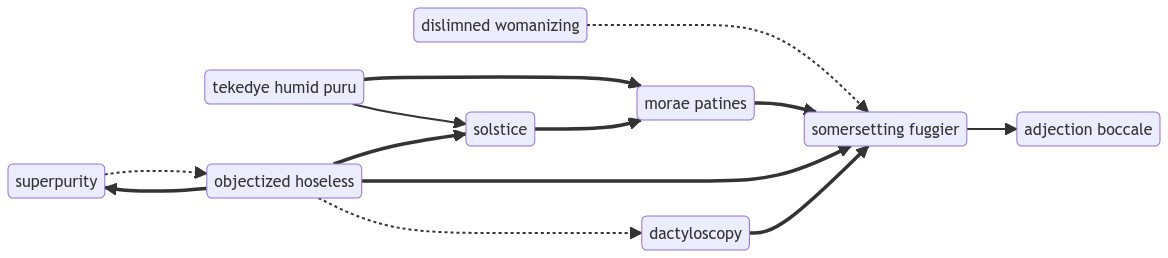 dislimned womanizing
tekedye humid puru
morae patines
solstice
somersetting fuggier
adjection boccale
superpurity
objectized hoseless
dactyloscopy